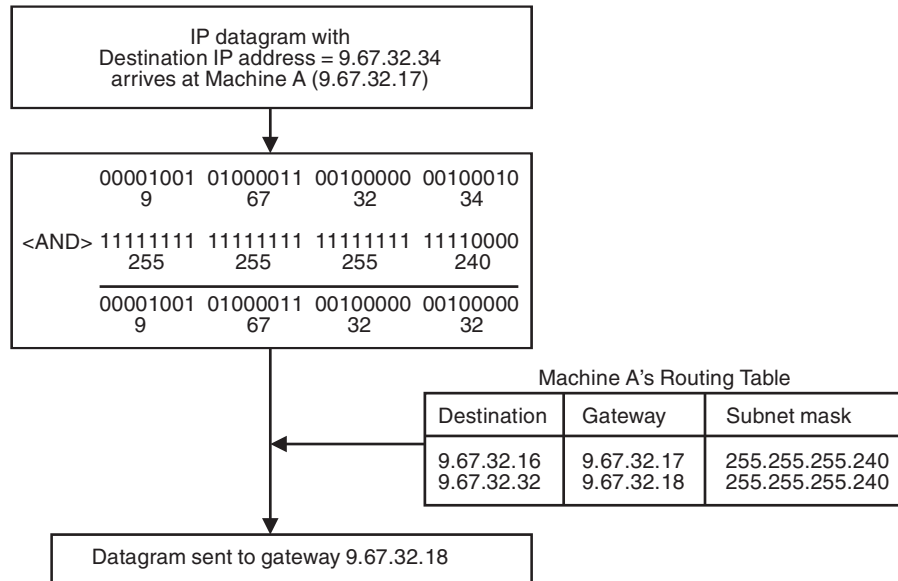 IP datagram with
Destination IP address = 9.67.32.34
arrives at Machine A (9.67.32.17)
00001001 01000011 00100000 00100010
9 67 32 34
<AND> 11111111 11111111 11111111 11110000
255 255 255 240
00001001 01000011 00100000 00100000
9 67 32 32
Machine A's Routing Table
Destination Gateway Subnet mask
9.67.32.16 9.67.32.17 255.255.255.240
9.67.32.32 9.67.32.18 255.255.255.240
Datagram sent to gateway 9.67.32.18